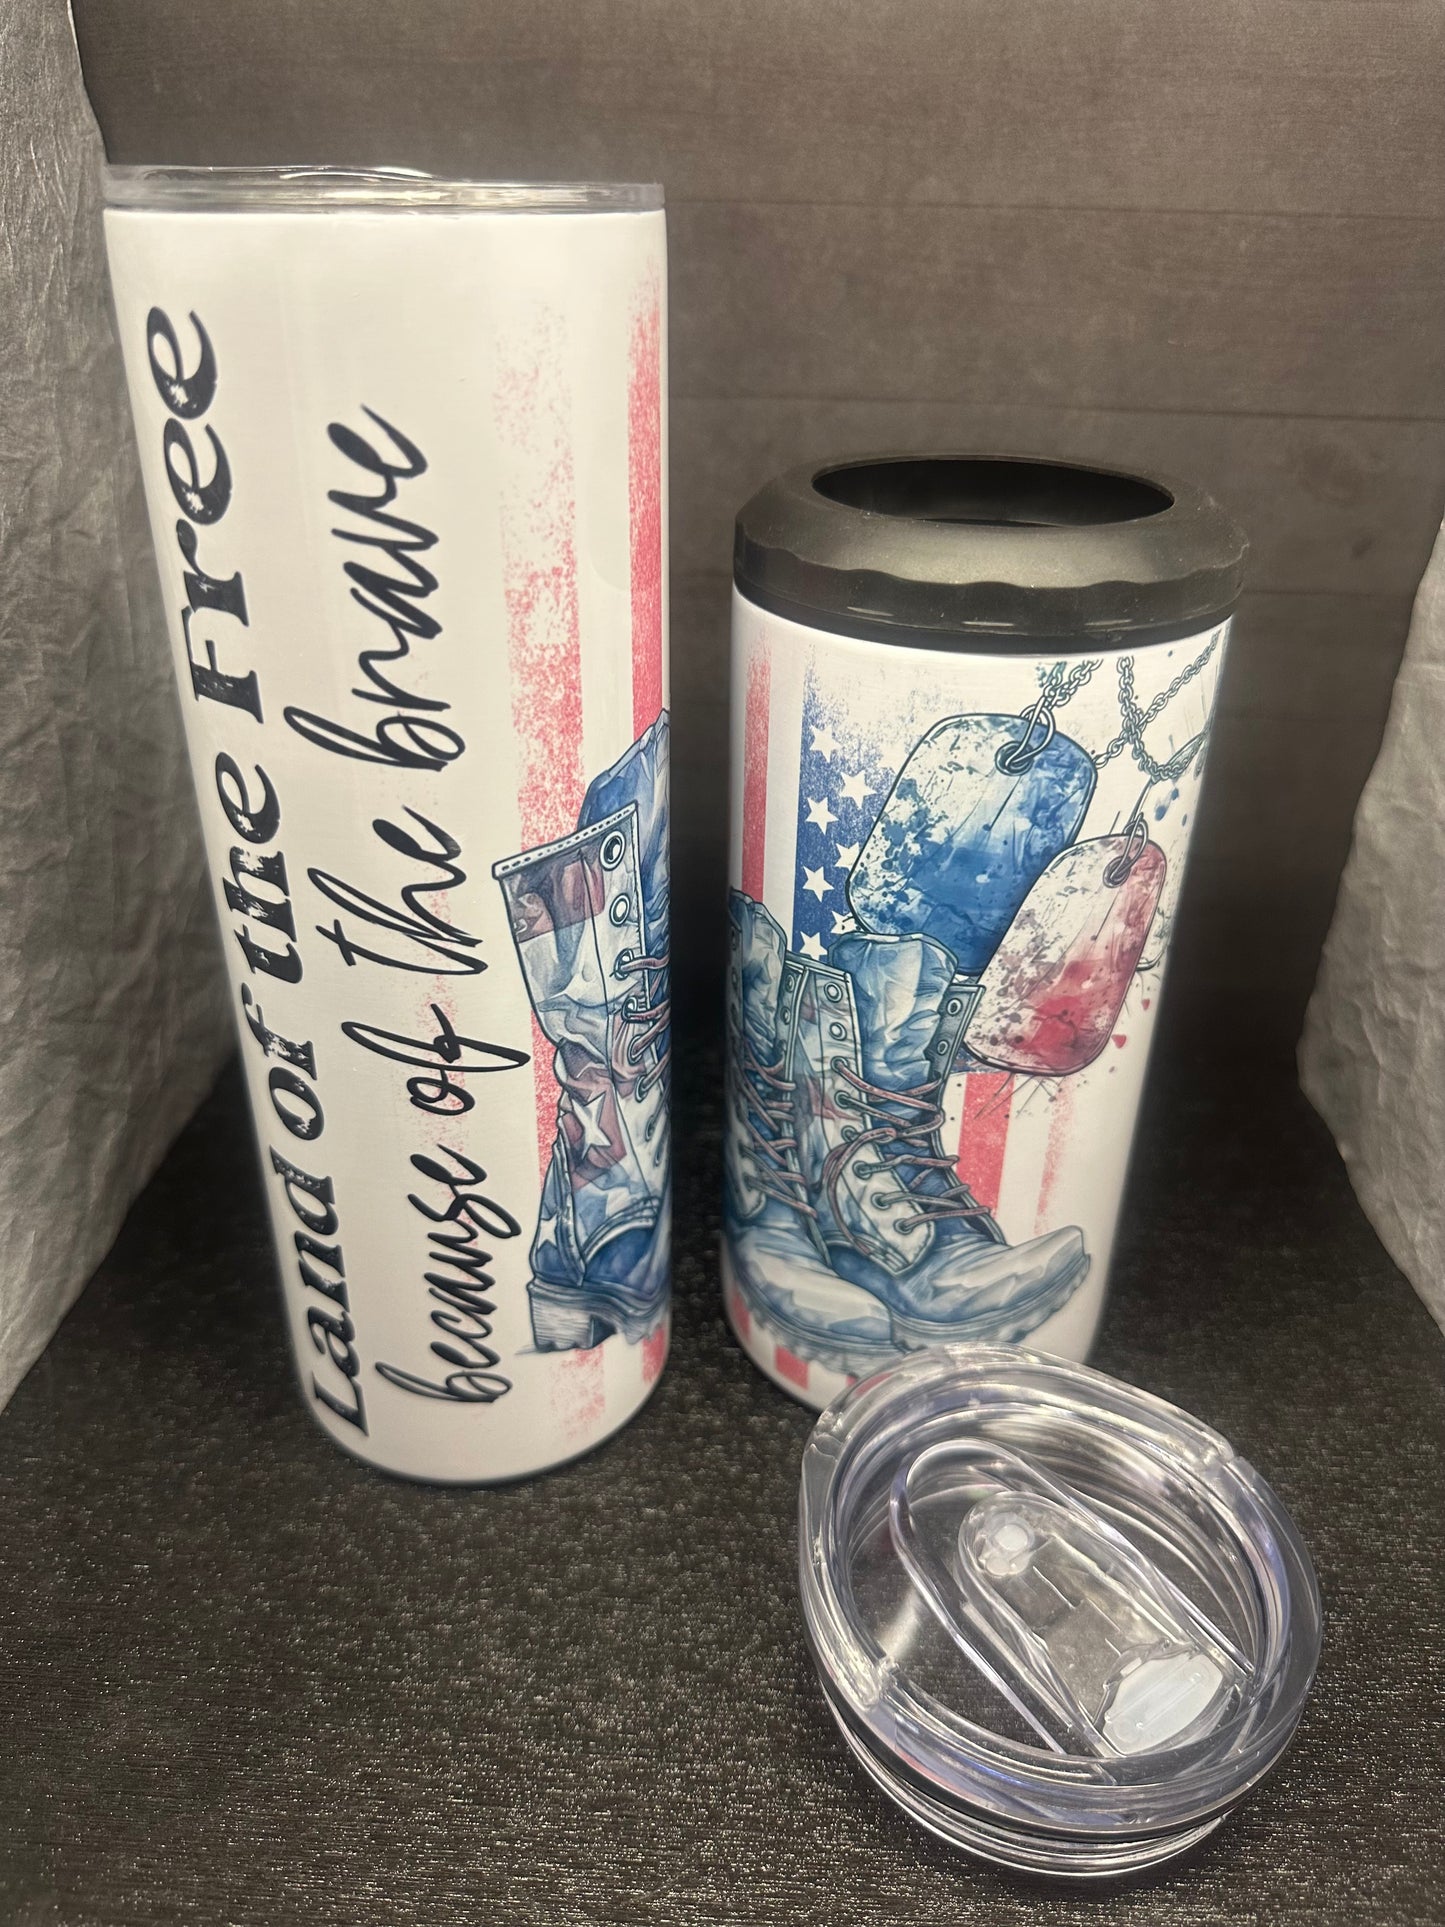 Land of the Free
because of the brave